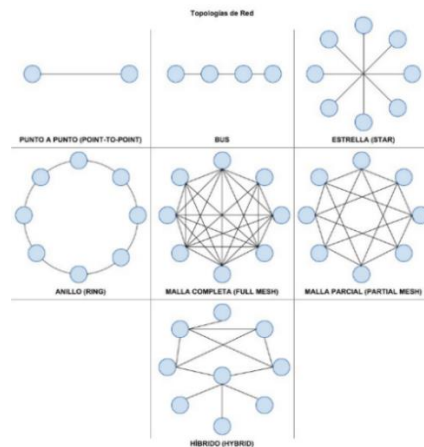 Topologías de Red
PUNTO A PUNTO (POINT-TO-POINT)
BUS
ESTRELLA (STAR)
ANILLO (RING)
MALLA COMPLETA (FULL MESH)
MALLA PARCIAL (PARTIAL MESH)
HÍBRIDO (HYBRID)